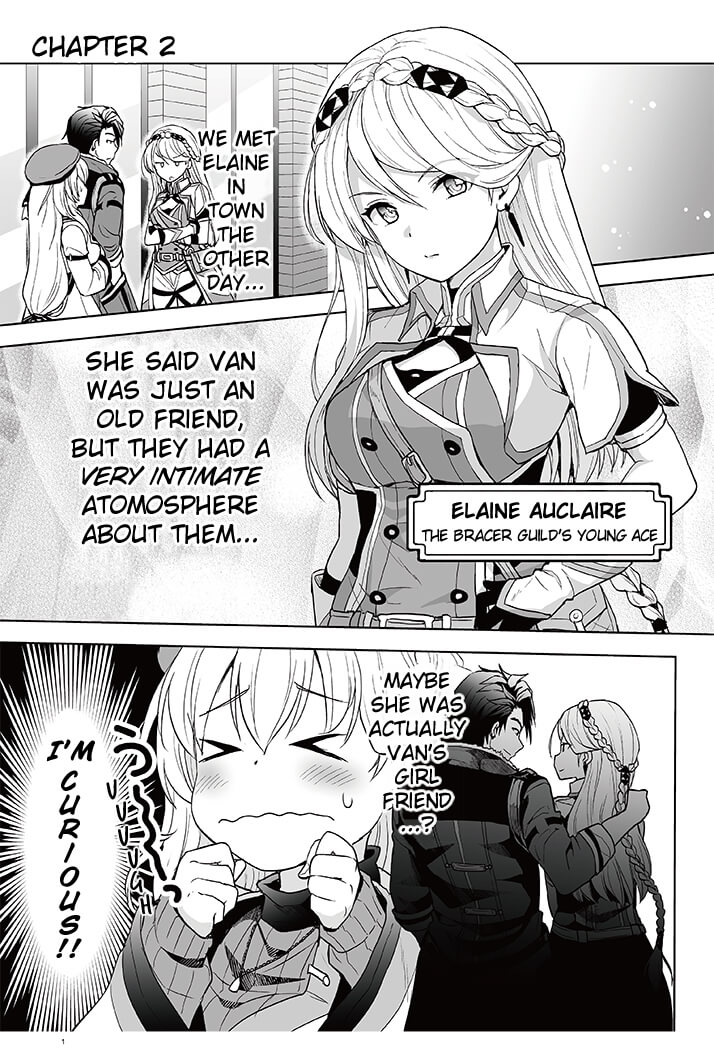 CHAPTER 2
WE MET
ELAINE
IN
TOWN
THE
OTHER
DAY...
SHE SAID VAN
WAS JUST AN
OLD FRIEND,
BUT THEY HAD A
VERY INTIMATE
ATOMOSPHERE
ABOUT THEM...
ELAINE AUCLAIRE
THE BRACER GUILD'S YOUNG ACE
MAYBE
SHE WAS
ACTUALLY
VAN'S
GIRL
FRIEND
...?
UUUUUGH
I'M CURIOUS!!
1